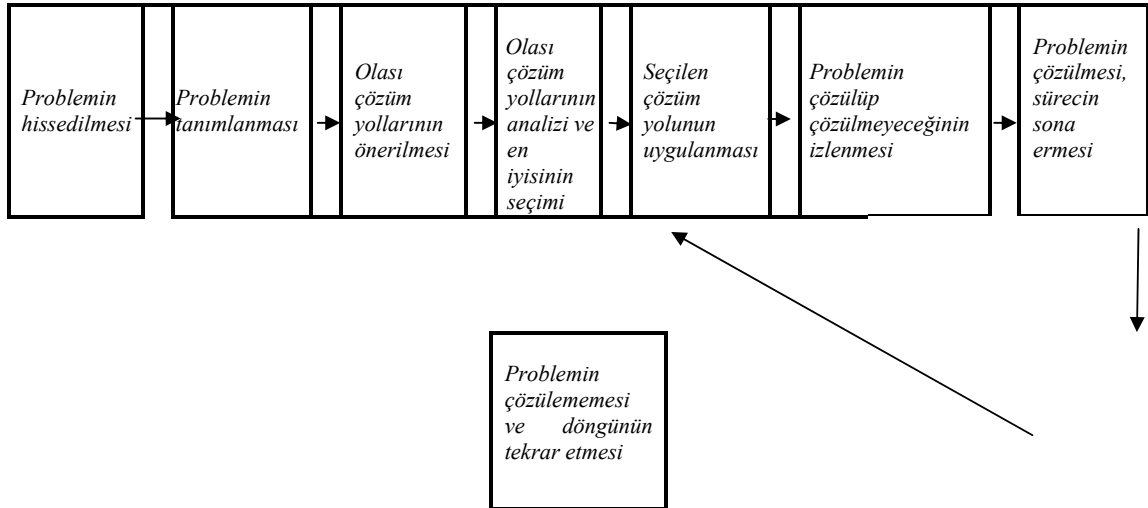 Problemin
hissedilmesi
Problemin
tanımlanması
Olası
çözüm
yollarının
önerilmesi
Olası
çözüm
yollarının
analizi ve
en
iyisinin
seçimi
Seçilen
çözüm
yolunun
uygulanması
Problemin
çözülüp
çözülmeyeceğinin
izlenmesi
Problemin
çözülmesi,
sürecin
sona
ermesi
Problemin
çözülememesi
ve döngünün
tekrar etmesi